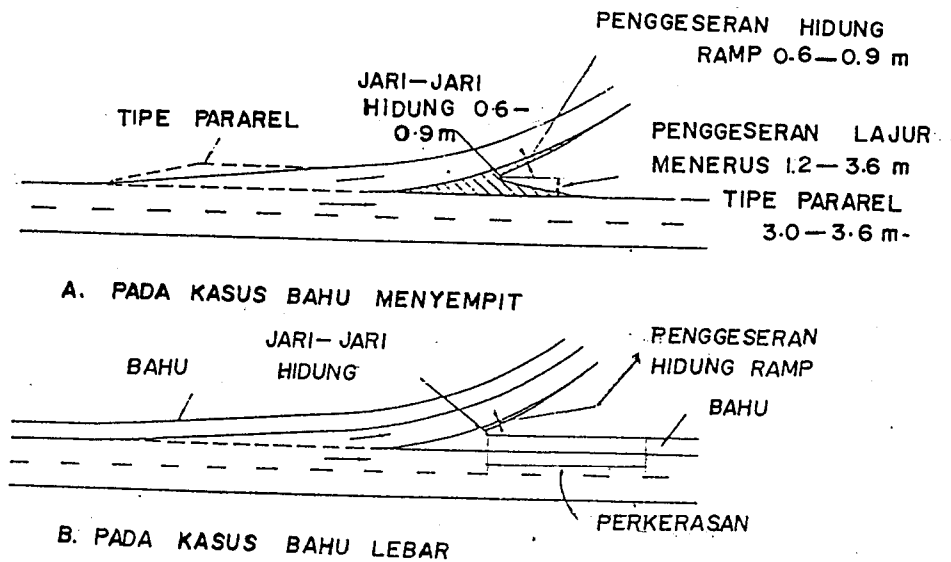 PENGGESERAN HIDUNG
RAMP 0.6—0.9 m
JARI—JARI
HIDUNG 0.6—
0.9m
TIPE PARAREL
PENGGESERAN LAJUR
MENERUS 1.2—3.6 m
TIPE PARAREL
3.0—3.6 m-
A. PADA KASUS BAHU MENYEMPIT
JARI—JARI
HIDUNG
BAHU
PENGGESERAN
HIDUNG RAMP
BAHU
PERKERASAN
B. PADA KASUS BAHU LEBAR